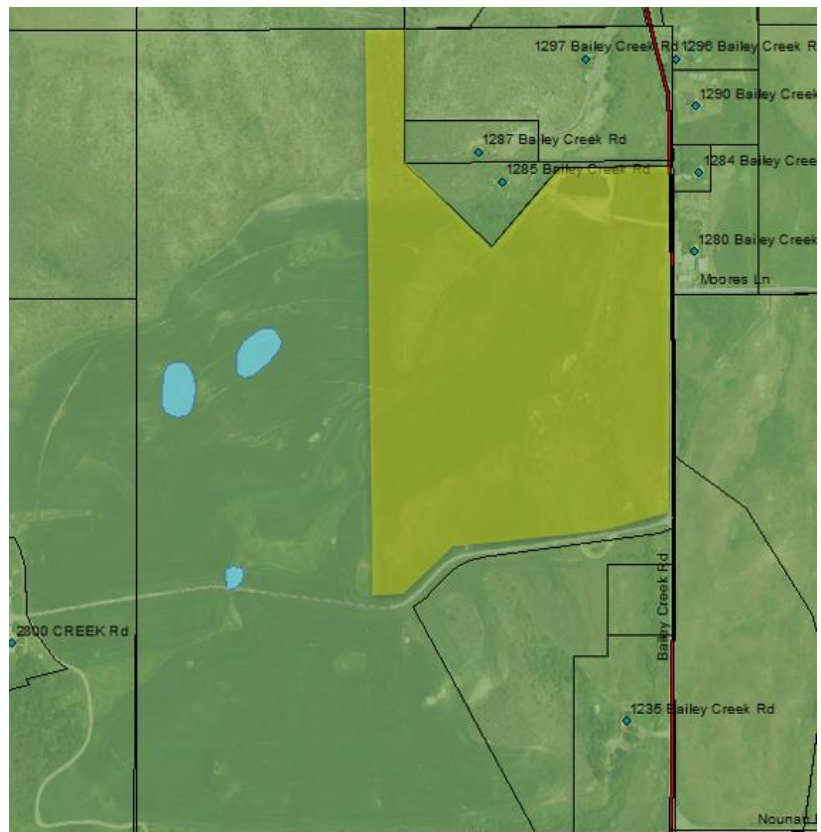 1297 Bailey Creek Rd
1296 Bailey Creek R
1290 Bailey Creek
1287 Bailey Creek Rd
1284 Bailey Cree
1285 Bailey Creek Rd
1280 Bailey Creek
Moores Ln
Bailey Creek Rd
2800 CREEK Rd
1235 Bailey Creek Rd
Nounan